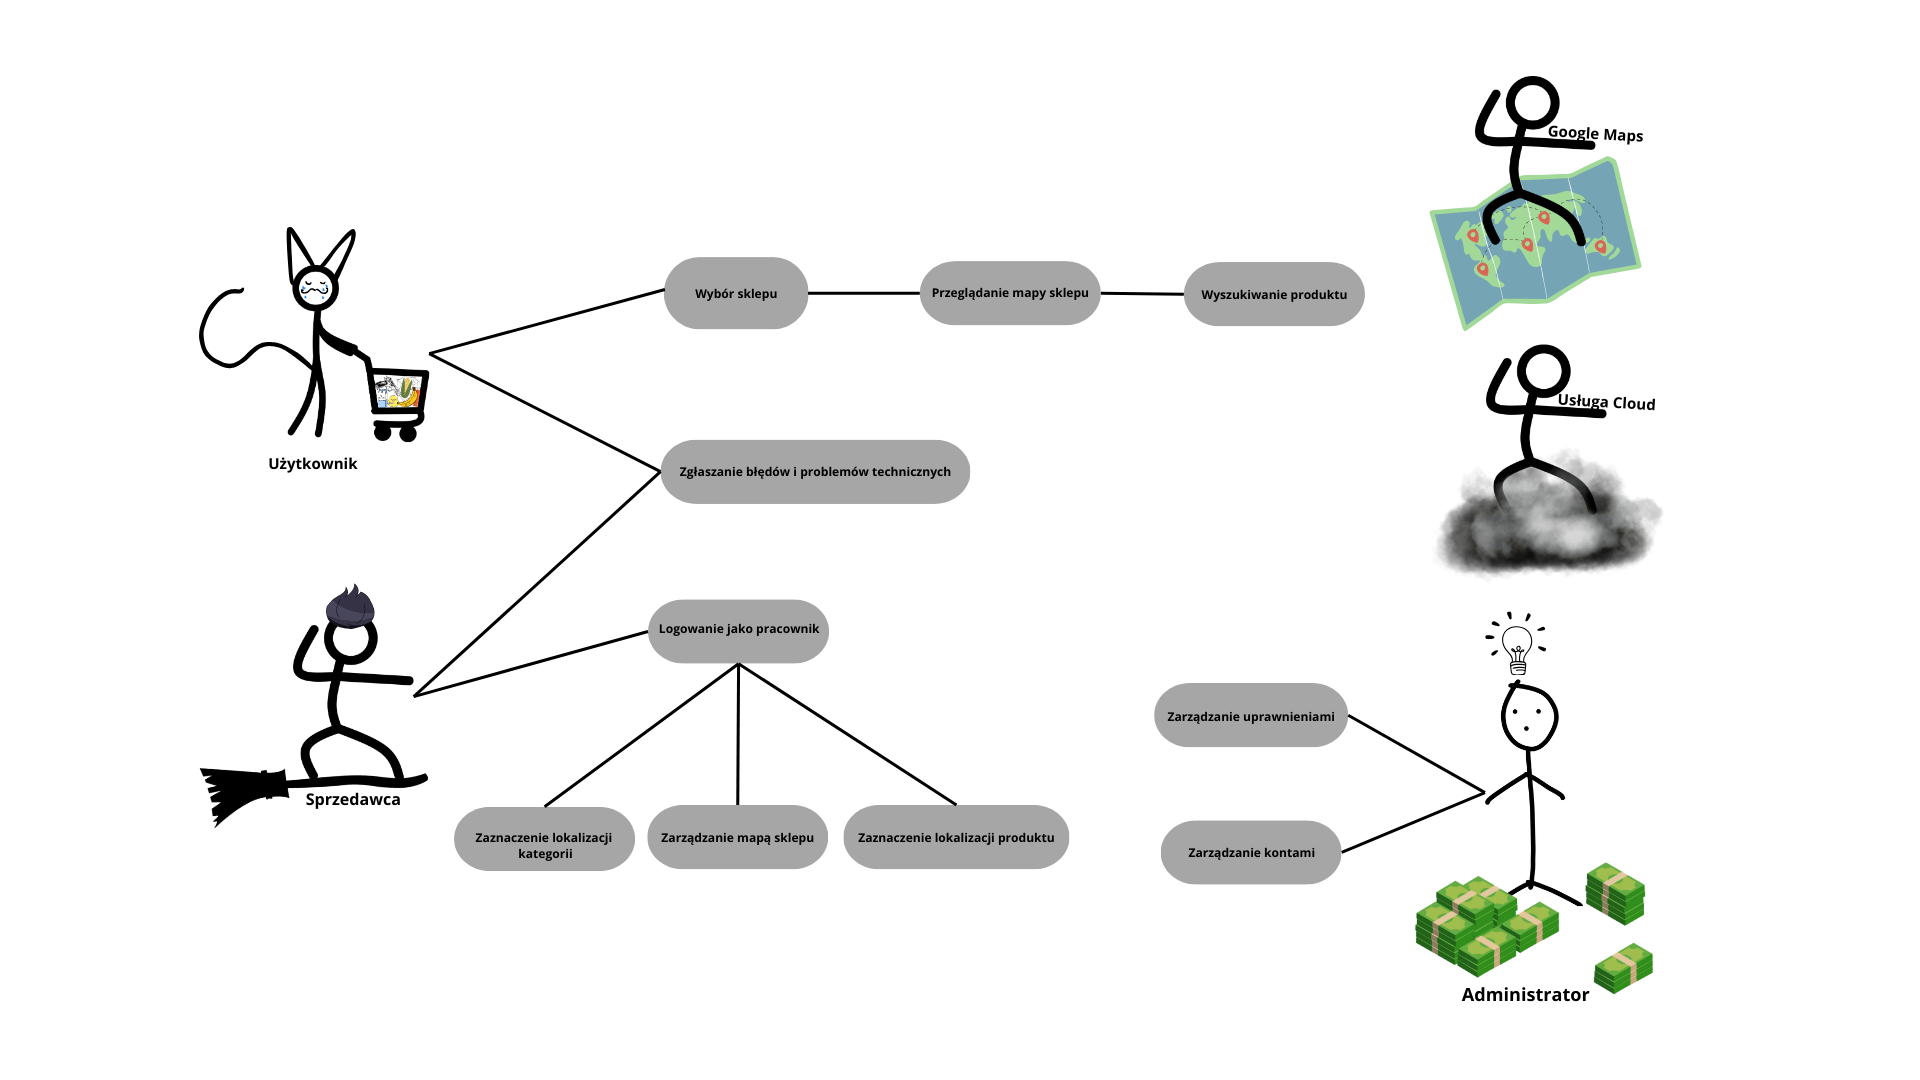 Google Maps
Wybór sklepu
Przeglądanie mapy sklepu
Wyszukiwanie produktu
Usługa Cloud
Użytkownik
Zgłaszanie błędów i problemów technicznych
Logowanie jako pracownik
Zarządzanie uprawnieniami
Sprzedawca
Zaznaczenie lokalizacji
kategorii
Zarządzanie mapą sklepu
Zaznaczenie lokalizacji produktu
Zarządzanie kontami
Administrator